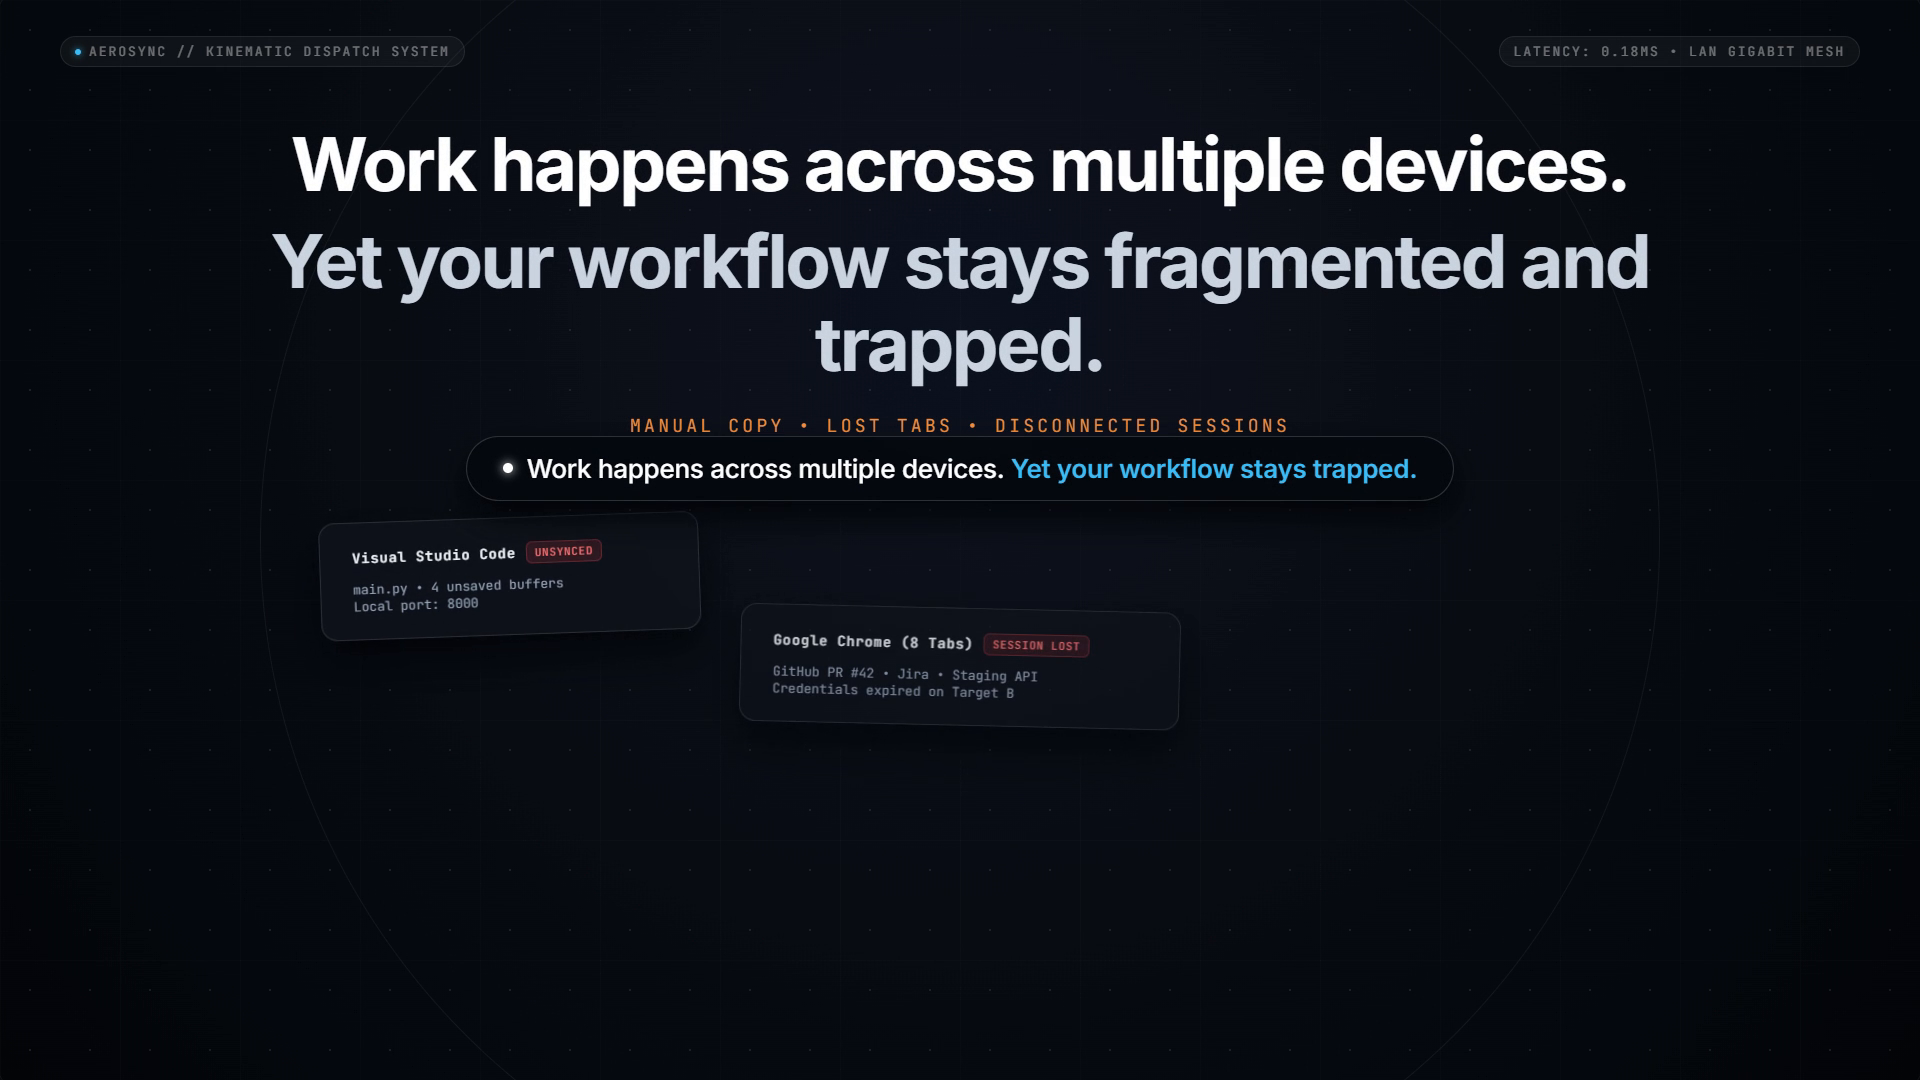 AEROSYNC // KINEMATIC DISPATCH SYSTEM
LATENCY: 0.18MS • LAN GIGABIT MESH
Work happens across multiple devices.
Yet your workflow stays fragmented and
trapped.
MANUAL COPY • LOST TABS • DISCONNECTED SESSIONS
Work happens across multiple devices. Yet your workflow stays trapped.
Visual Studio Code UNSYNCED
main.py • 4 unsaved buffers
Local port: 8000
Google Chrome (8 Tabs) SESSION LOST
GitHub PR #42 • Jira • Staging API
Credentials expired on Target B